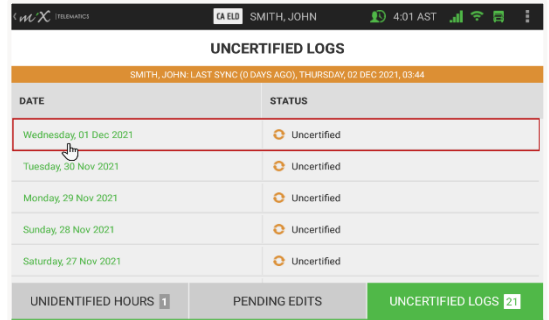 miX TELEMATICS CA ELD SMITH, JOHN 4:01 AST
UNCERTIFIED LOGS
SMITH, JOHN: LAST SYNC (0 DAYS AGO), THURSDAY, 02 DEC 2021, 03:44
DATE STATUS
Wednesday, 01 Dec 2021 Uncertified
Tuesday, 30 Nov 2021 Uncertified
Monday, 29 Nov 2021 Uncertified
Sunday, 28 Nov 2021 Uncertified
Saturday, 27 Nov 2021 Uncertified
UNIDENTIFIED HOURS 1 PENDING EDITS UNCERTIFIED LOGS 21